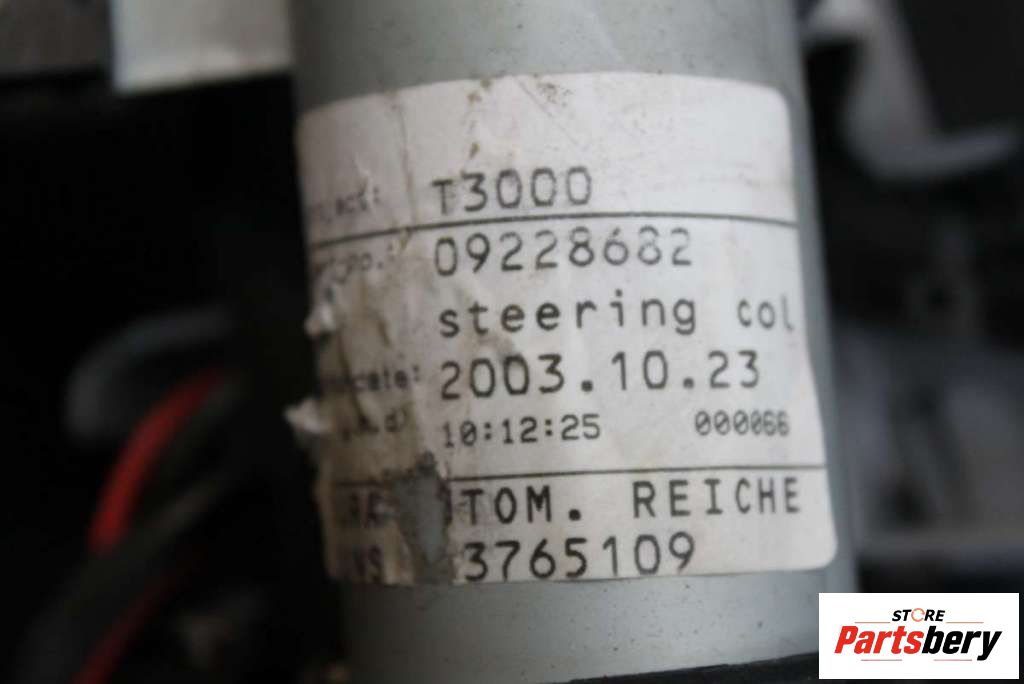 T3000
09228682
steering col
2003.10.23
10:12:25 000066
TOM. REICHE
3765109
STORE
Partsbery